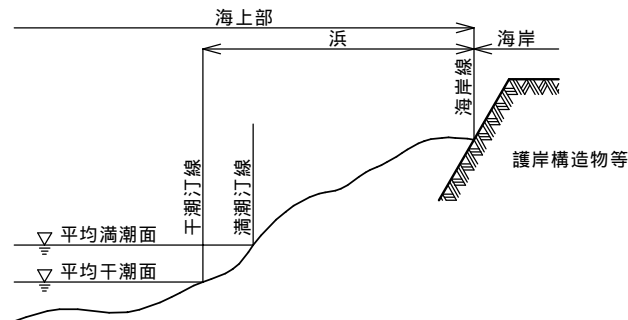 海上部
浜
海岸
海岸線
護岸構造物等
干潮汀線
満潮汀線
平均満潮面
平均干潮面